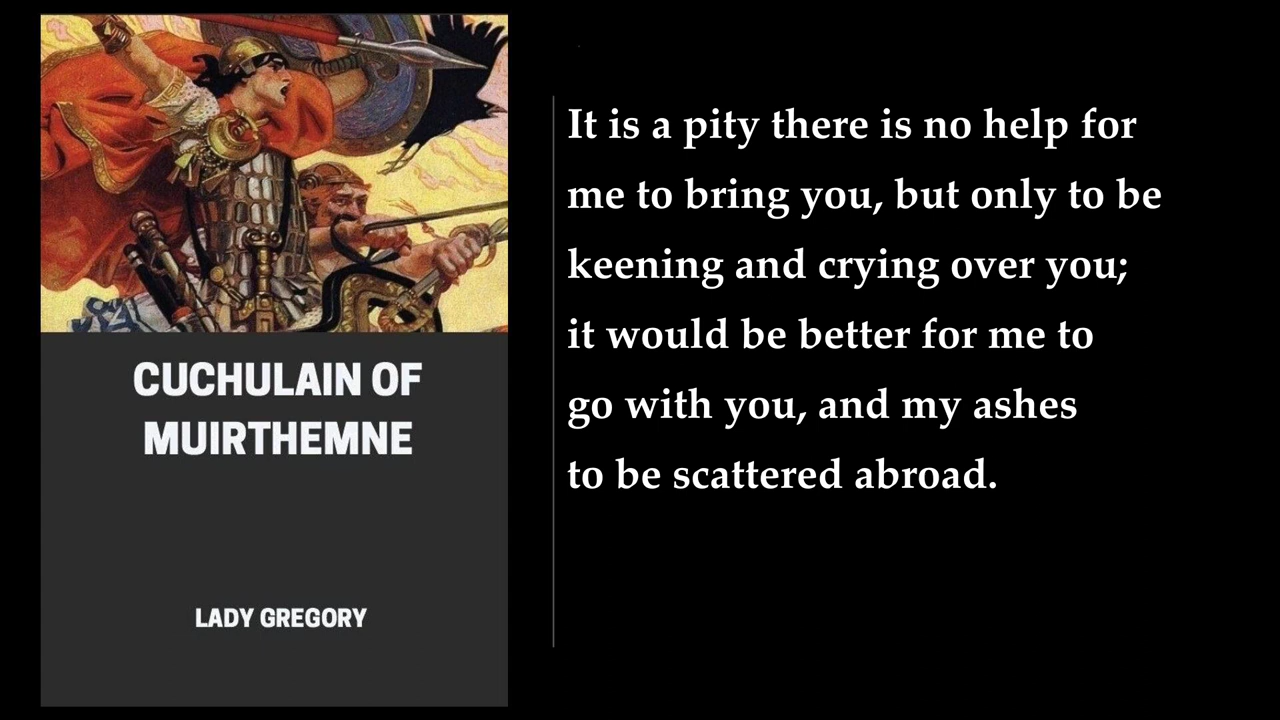 CUCHULAIN OF
MUIRTHEMNE
LADY GREGORY
It is a pity there is no help for
me to bring you, but only to be
keening and crying over you;
it would be better for me to
go with you, and my ashes
to be scattered abroad.